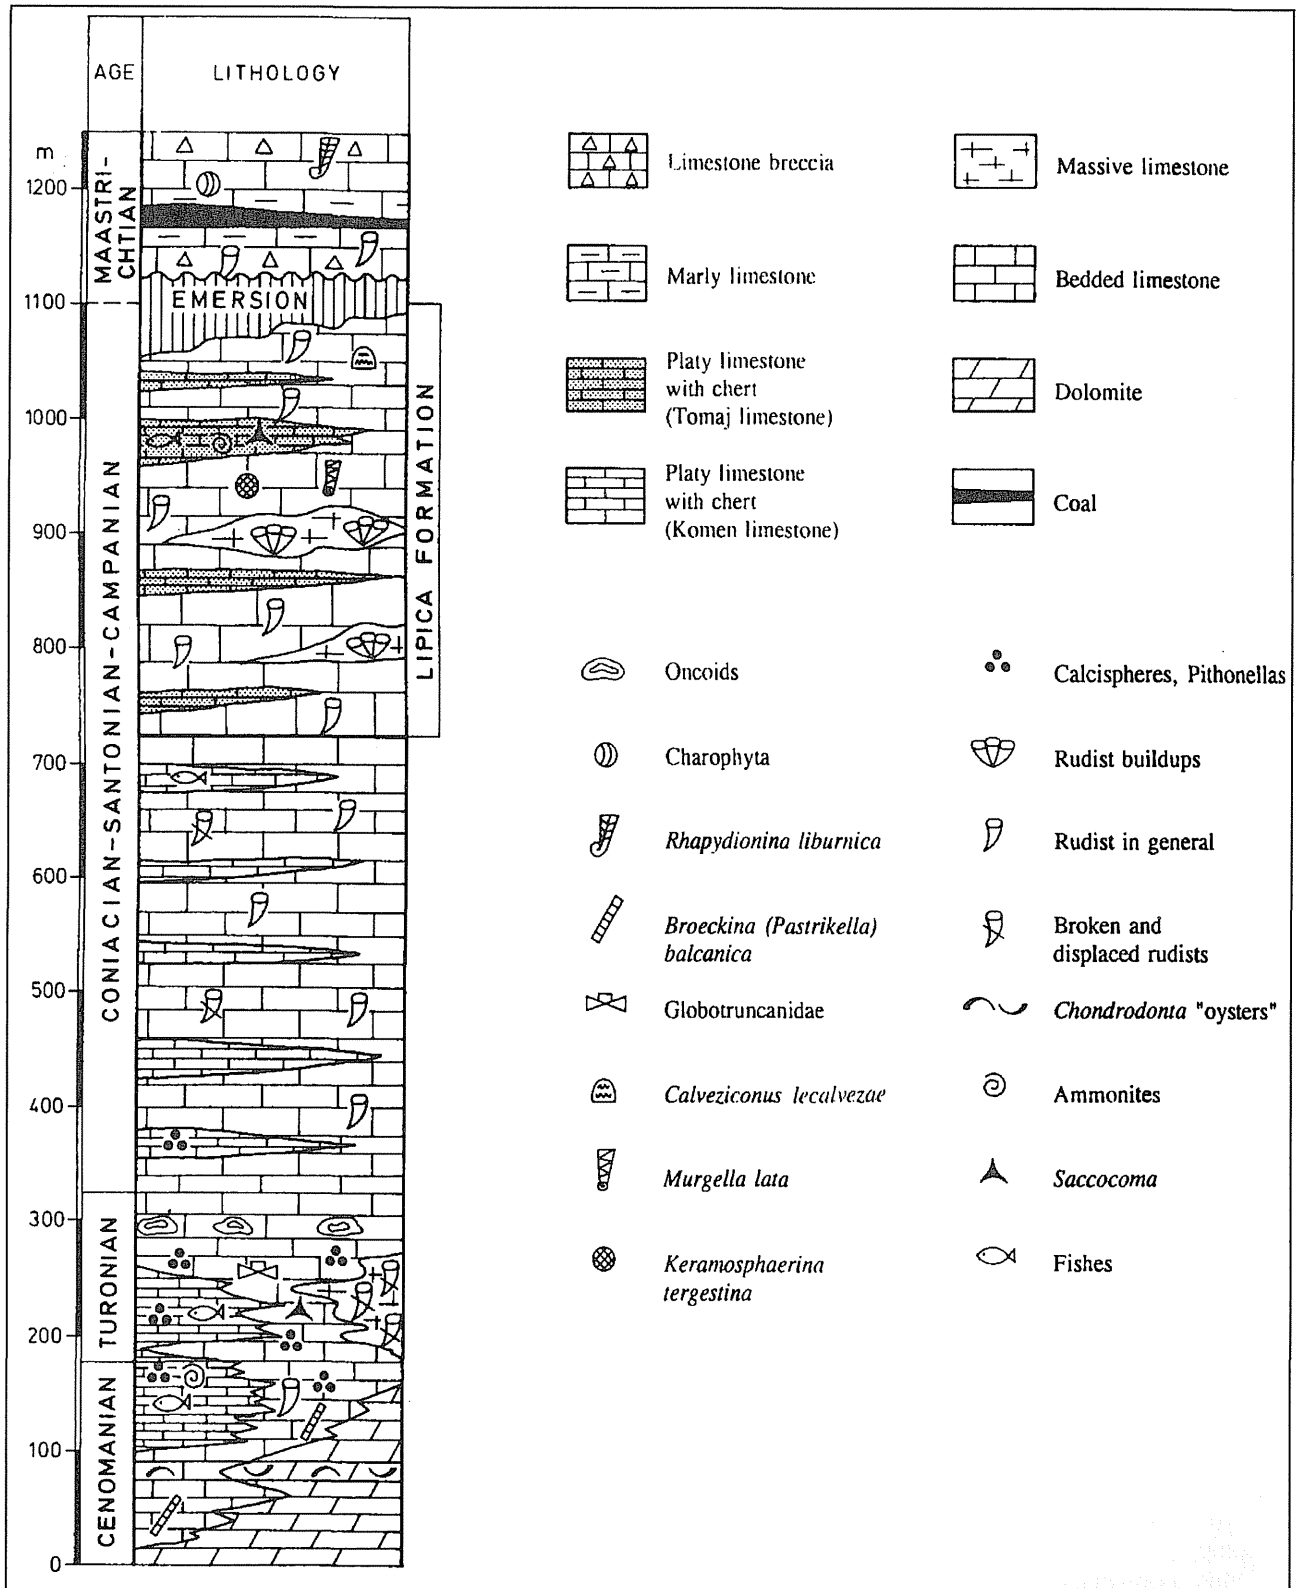 AGE
LITHOLOGY
m
1200
1100
1000
900
800
700
600
500
400
300
200
100
0
MAASTRI-
CHTIAN
CONIACIAN-SANTONIAN-CAMPANIAN
TURONIAN
CENOMANIAN
EMERSION
LIPICA FORMATION
Limestone breccia
Marly limestone
Platy limestone
with chert
(Tomaj limestone)
Platy limestone
with chert
(Komen limestone)
Massive limestone
Bedded limestone
Dolomite
Coal
Oncoids
Charophyta
Rhapydionina liburnica
Broeckina (Pastrikella)
balcanica
Globotruncanidae
Calveziconus lecalvezae
Murgella lata
Keramosphaerina
tergestina
Calcispheres, Pithonellas
Rudist buildups
Rudist in general
Broken and
displaced rudists
Chondrodonta "oysters"
Ammonites
Saccocoma
Fishes